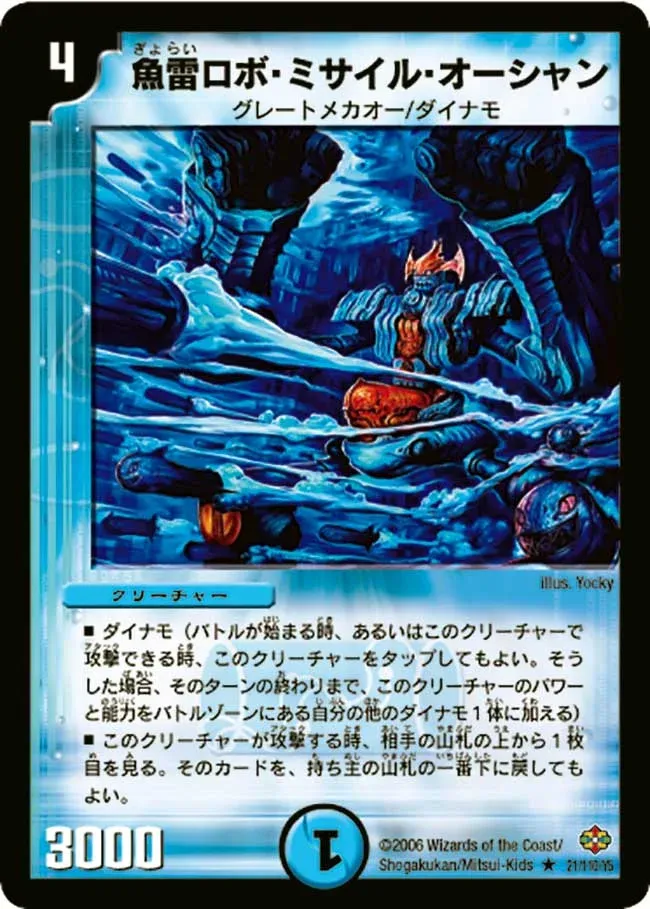 4
ぎょらい
魚雷ロボ・ミサイル・オーシャン
グレートメカオー/ダイナモ
illus. Yocky
クリーチャー
■ ダイナモ（バトルが始まる時、あるいはこのクリーチャーで
攻撃できる時、このクリーチャーをタップしてもよい。そう
した場合、そのターンの終わりまで、このクリーチャーのパワー
と能力をバトルゾーンにある自分の他のダイナモ1体に加える）
■ このクリーチャーが攻撃する時、相手の山札の上から1枚
目を見る。そのカードを、持ち主の山札の一番下に戻しても
よい。
3000
1
©2006 Wizards of the Coast/
Shogakukan/Mitsui-Kids ★ 21/110 Y5